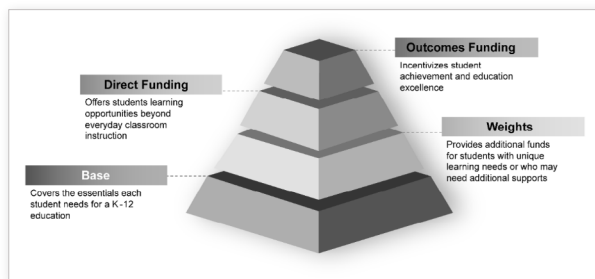 Outcomes Funding
Incentivizes student
achievement and education
excellence
Direct Funding
Offers students learning
opportunities beyond
everyday classroom
instruction
Weights
Provides additional funds
for students with unique
learning needs or who may
need additional supports
Base
Covers the essentials each
student needs for a K-12
education